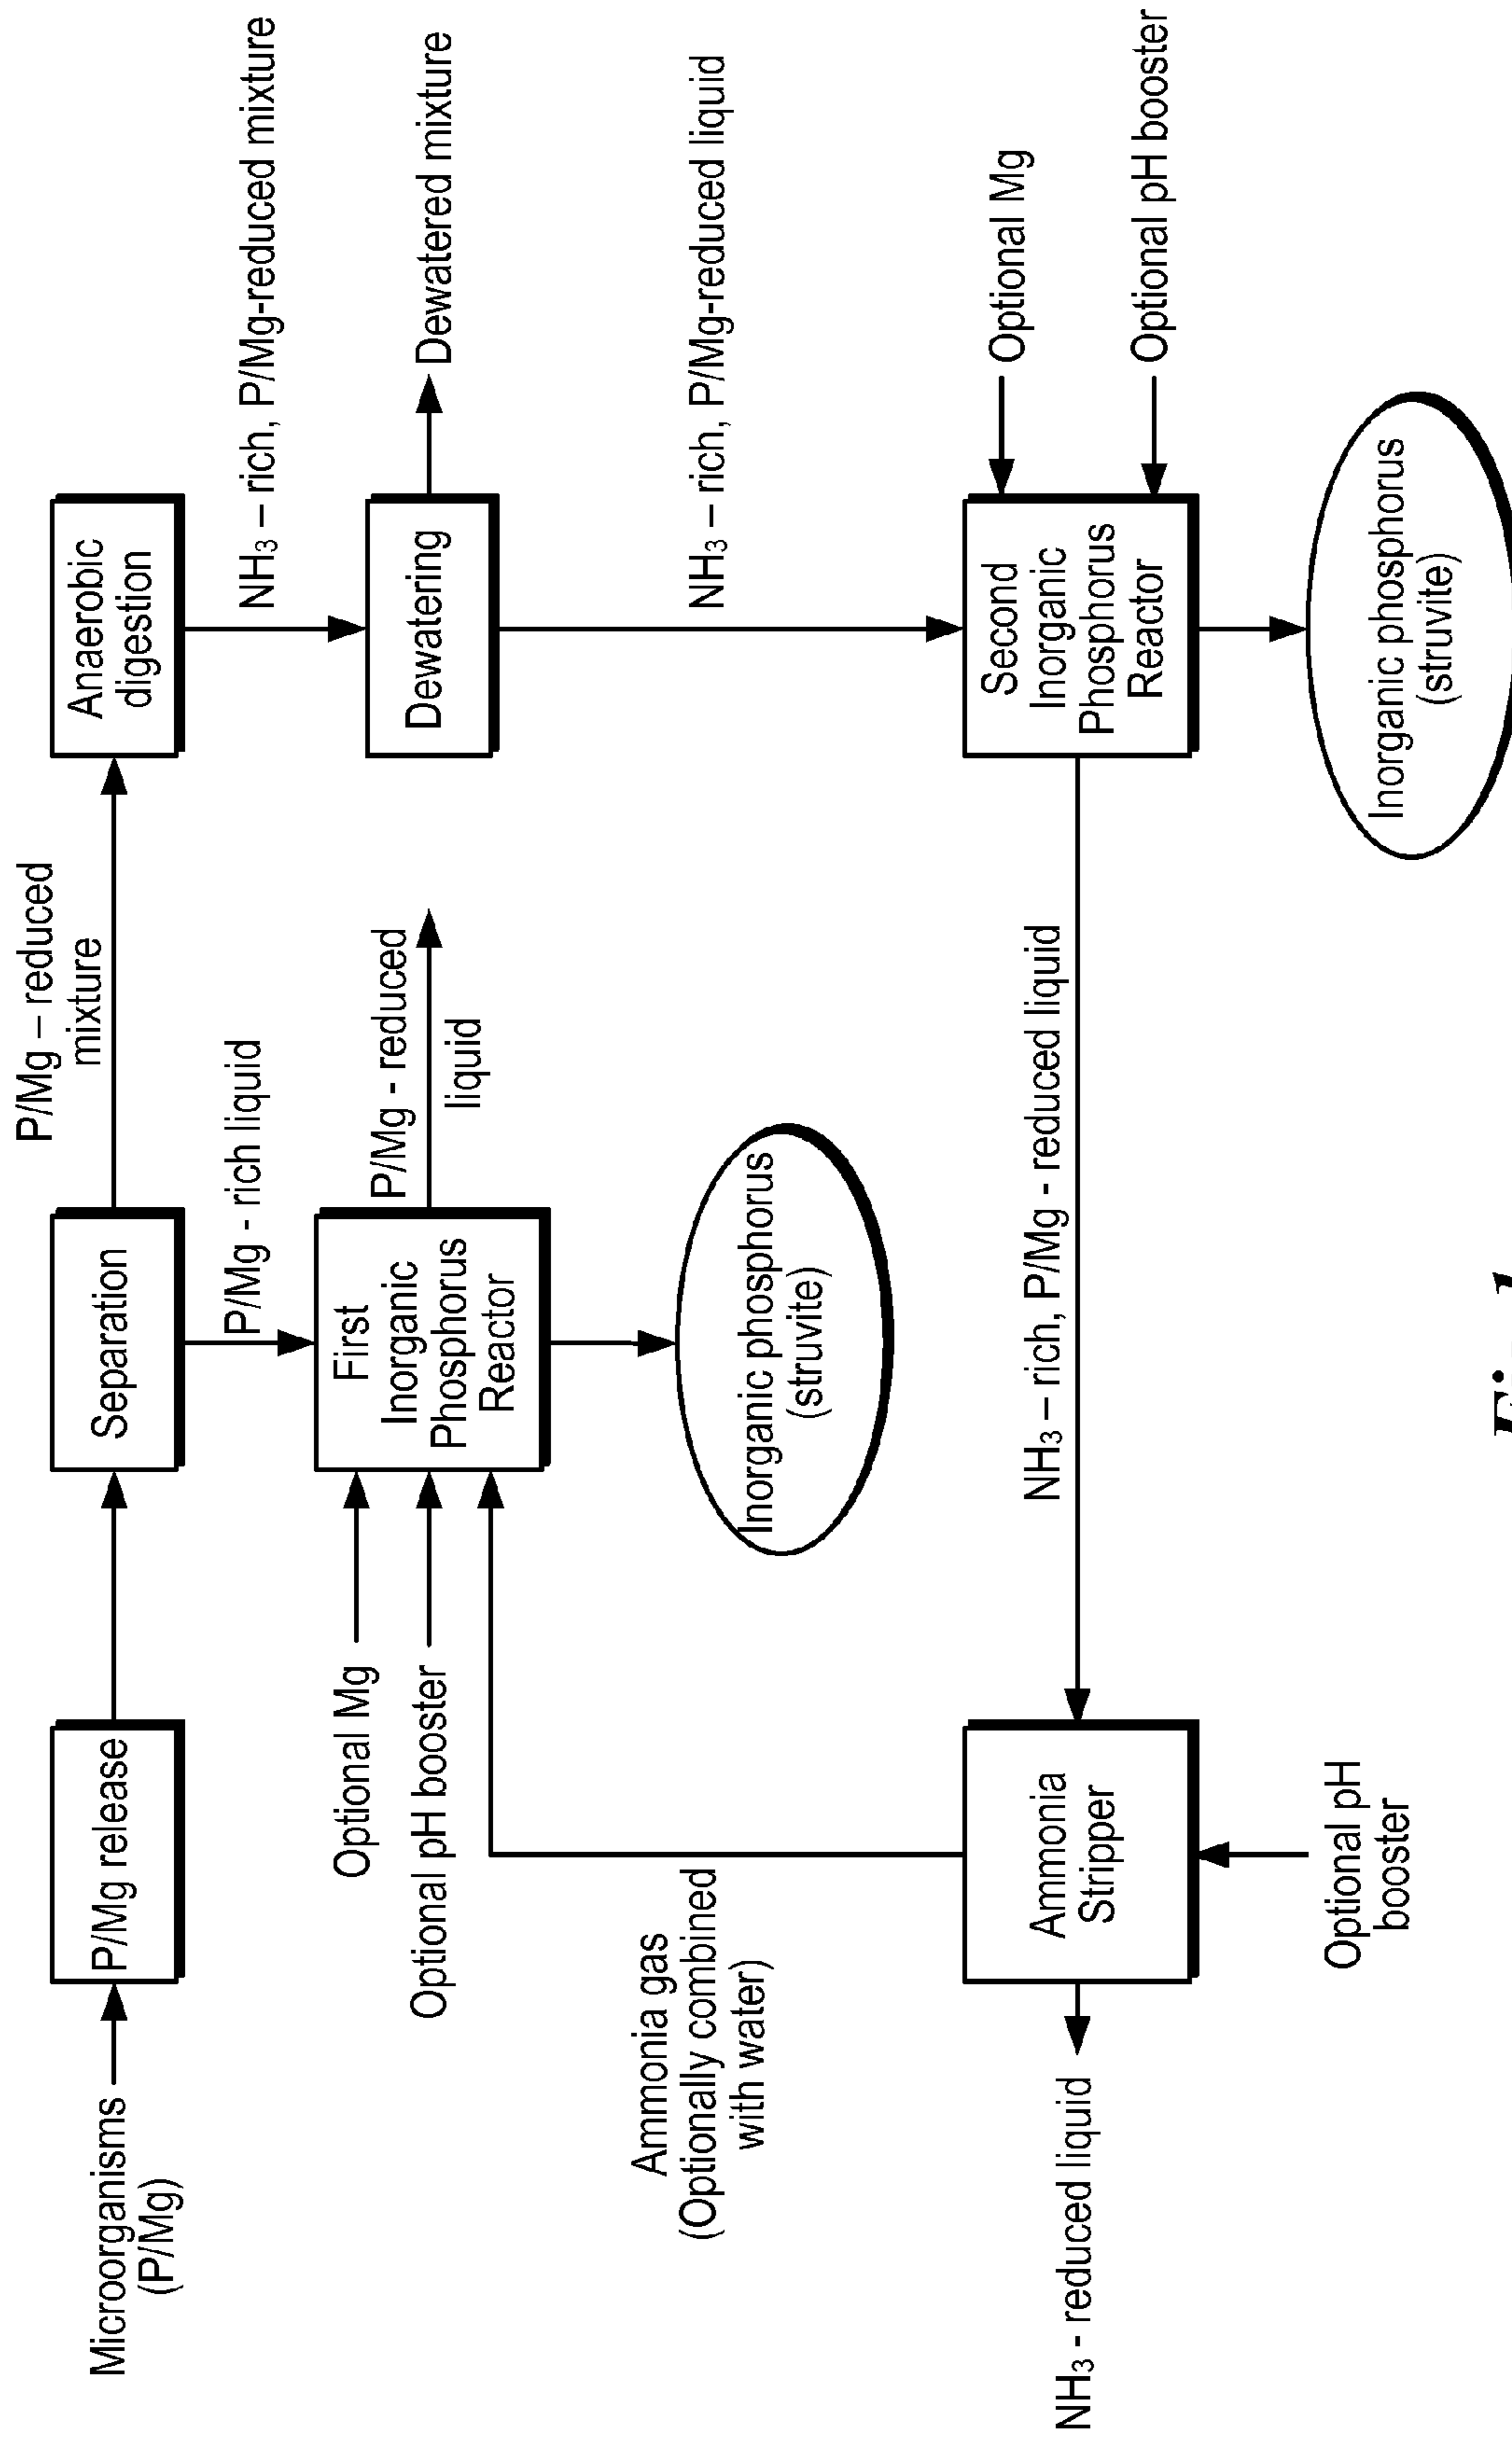 Microorganisms
(P/Mg)
P/Mg release
Separation
P/Mg – reduced
mixture
Anaerobic
digestion
P/Mg - rich liquid
NH₃ – rich, P/Mg-reduced mixture
Optional Mg
Optional pH booster
First
Inorganic
Phosphorus
Reactor
P/Mg - reduced
liquid
Dewatering
Dewatered mixture
Ammonia gas
(Optionally combined
with water)
Inorganic phosphorus
(struvite)
NH₃ – rich, P/Mg-reduced liquid
NH₃ - reduced liquid
Ammonia
Stripper
NH₃ – rich, P/Mg - reduced liquid
Second
Inorganic
Phosphorus
Reactor
Optional Mg
Optional pH booster
Optional pH
booster
Inorganic phosphorus
(struvite)